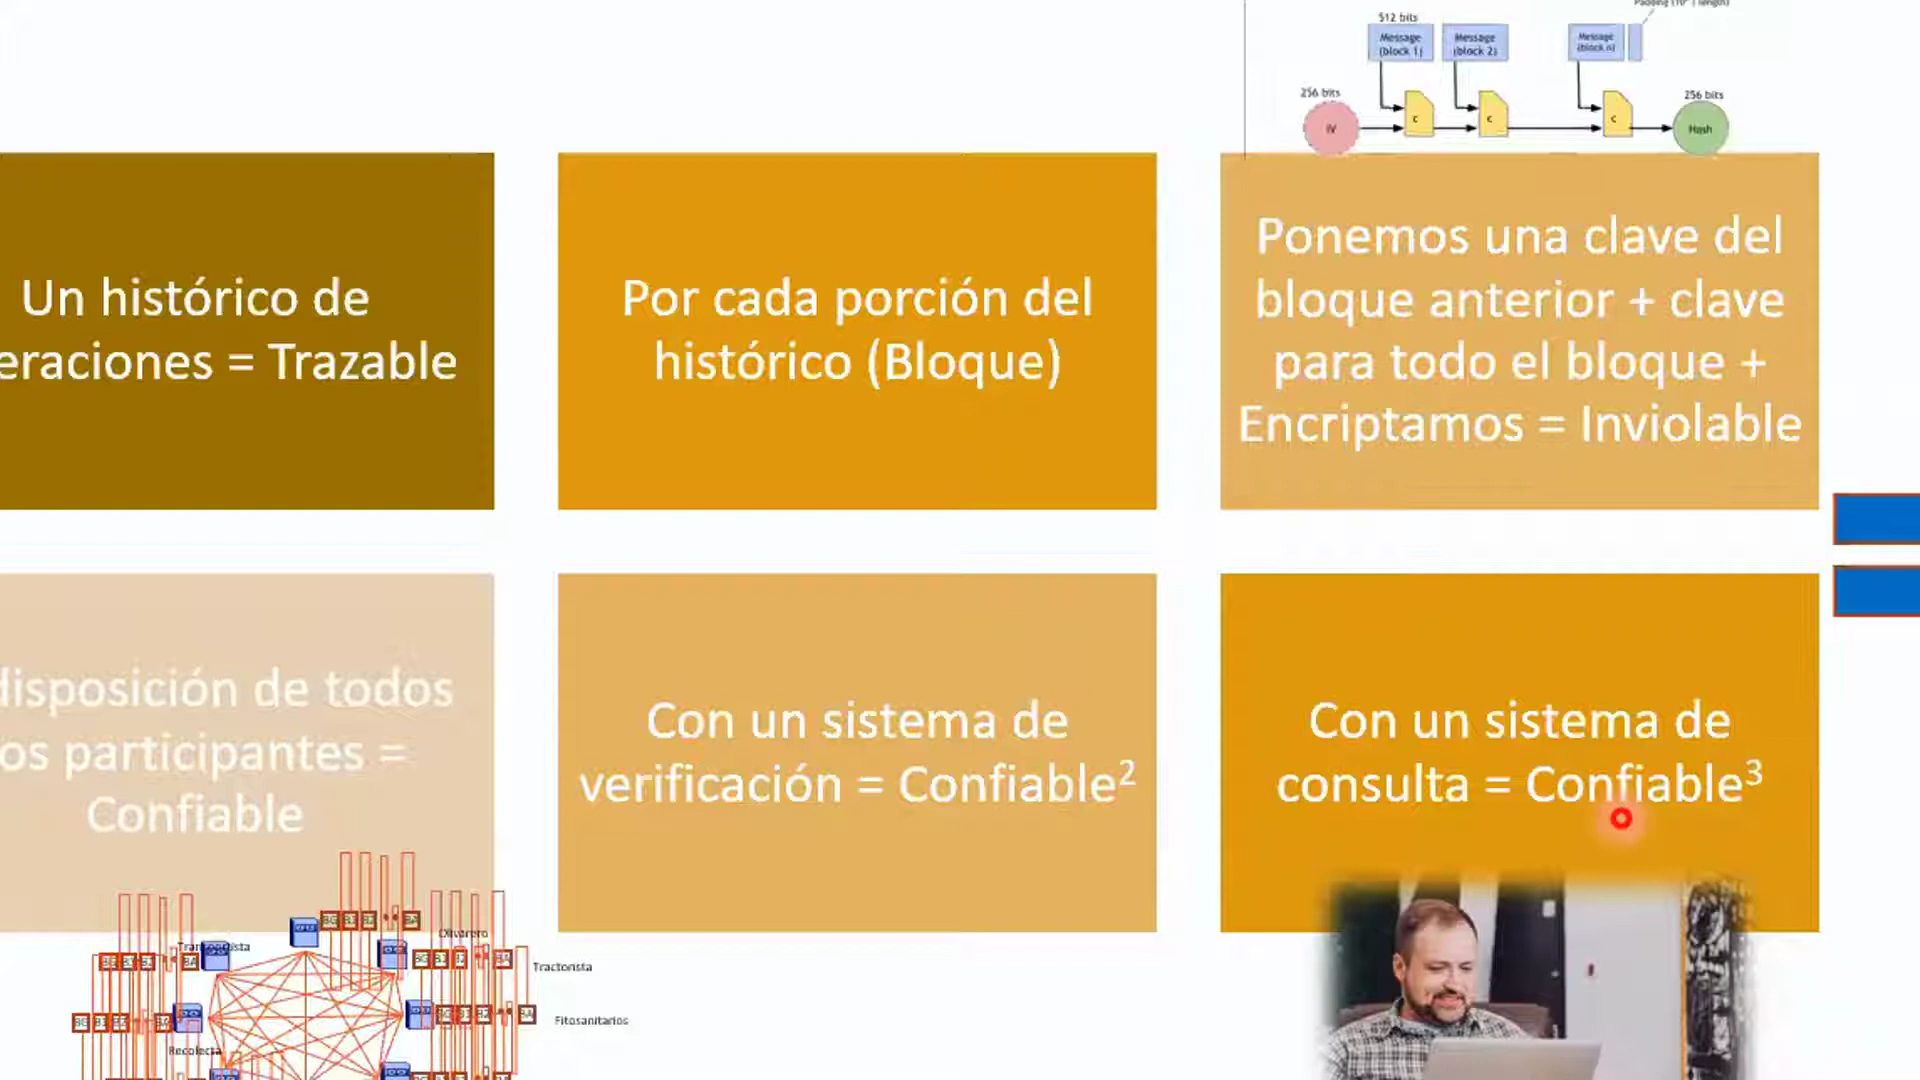 512 bits
Message
(block 1)
Message
(block 2)
Message
(block n)
256 bits
IV
c
c
c
256 bits
Hash
Un histórico de
eraciones = Trazable
Por cada porción del
histórico (Bloque)
Ponemos una clave del
bloque anterior + clave
para todo el bloque +
Encriptamos = Inviolable
disposición de todos
os participantes =
Confiable
Con un sistema de
verificación = Confiable²
Con un sistema de
consulta = Confiable³
Olivarero
Tractorista
Fitosanitarios
Recolecta